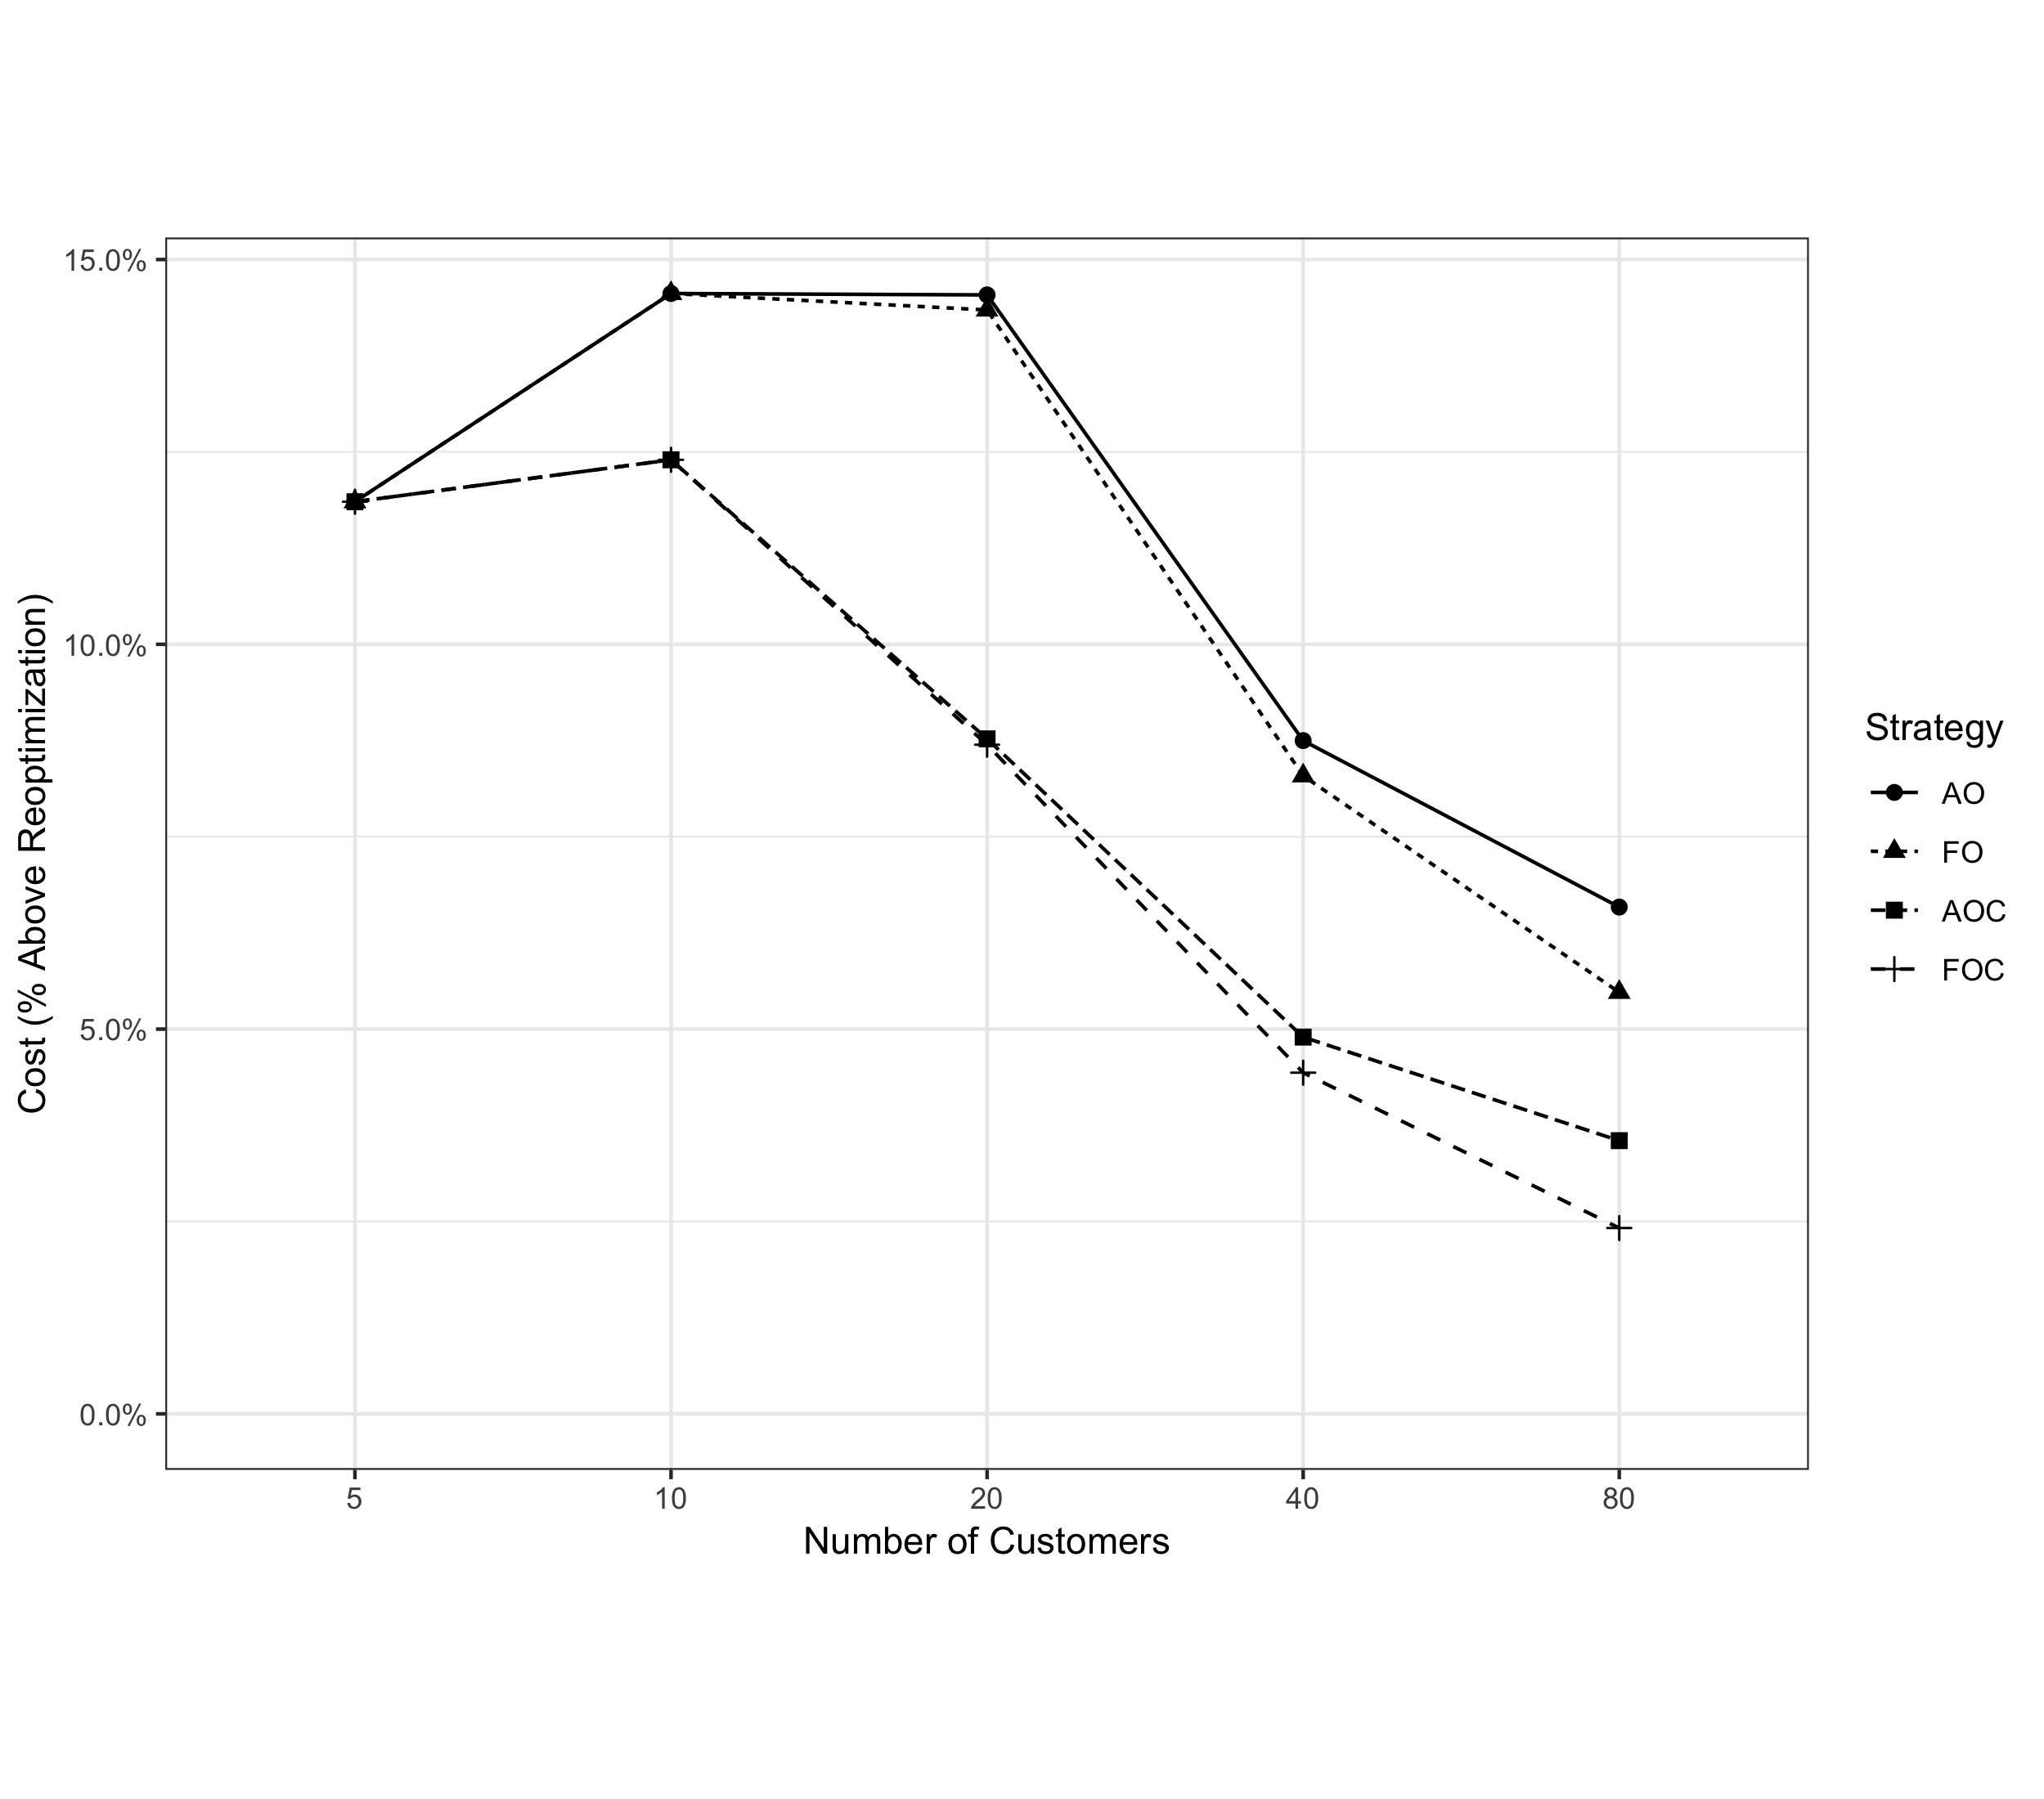 15.0%
10.0%
5.0%
0.0%
Cost (% Above Reoptimization)
5 10 20 40 80
Number of Customers
Strategy
AO
FO
AOC
FOC